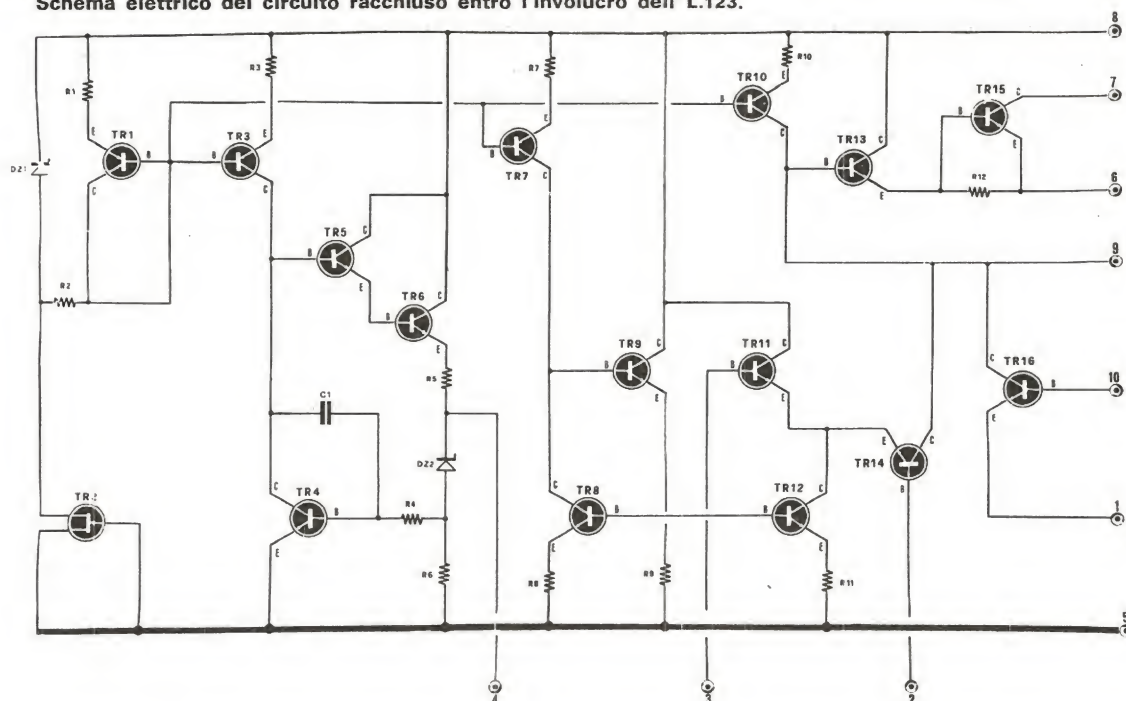 Schema elettrico del circuito racchiuso entro l'involucro dell'L.123.
8
R1
R3
R7
R10
TR10
TR15
7
E
C
B
TR1
TR3
TR7
TR13
DZ1
R12
6
R2
TR5
TR6
9
TR9
TR11
TR16
R5
C1
10
DZ2
TR14
TR4
TR8
TR12
R4
1
R6
R8
R9
R11
5
4
3
2